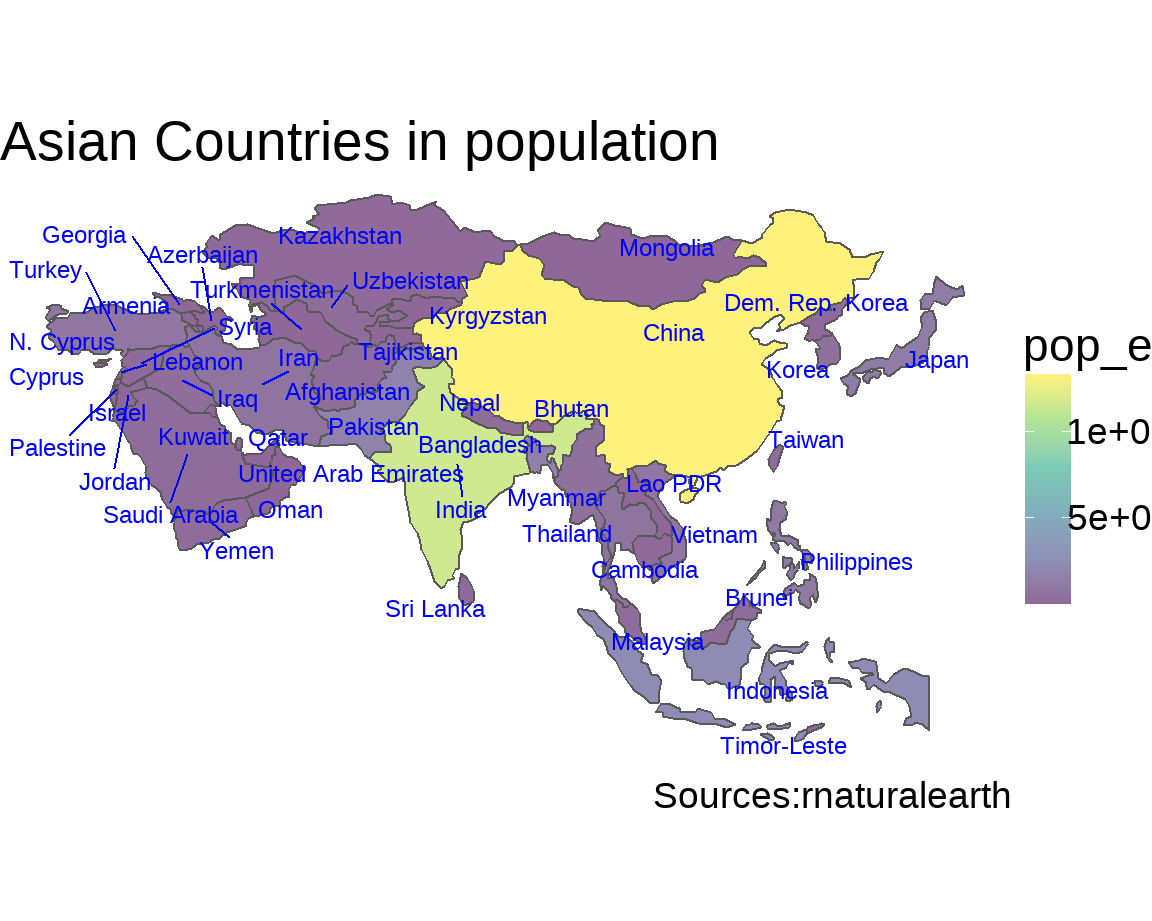 Asian Countries in population
Georgia
Azerbaijan
Kazakhstan
Mongolia
Turkey
Turkmenistan
Uzbekistan
Armenia
Dem. Rep. Korea
Kyrgyzstan
Syria
China
N. Cyprus
Lebanon
Iran
Tajikistan
Japan
Korea
Cyprus
Afghanistan
Iraq
Nepal
Bhutan
Israel
Pakistan
Kuwait
Qatar
Bangladesh
Taiwan
Palestine
United Arab Emirates
Jordan
Lao PDR
Myanmar
India
Oman
Saudi Arabia
Thailand
Vietnam
Yemen
Philippines
Cambodia
Brunei
Sri Lanka
Malaysia
Indonesia
Timor-Leste
pop_e
1e+0
5e+0
Sources:rnaturalearth